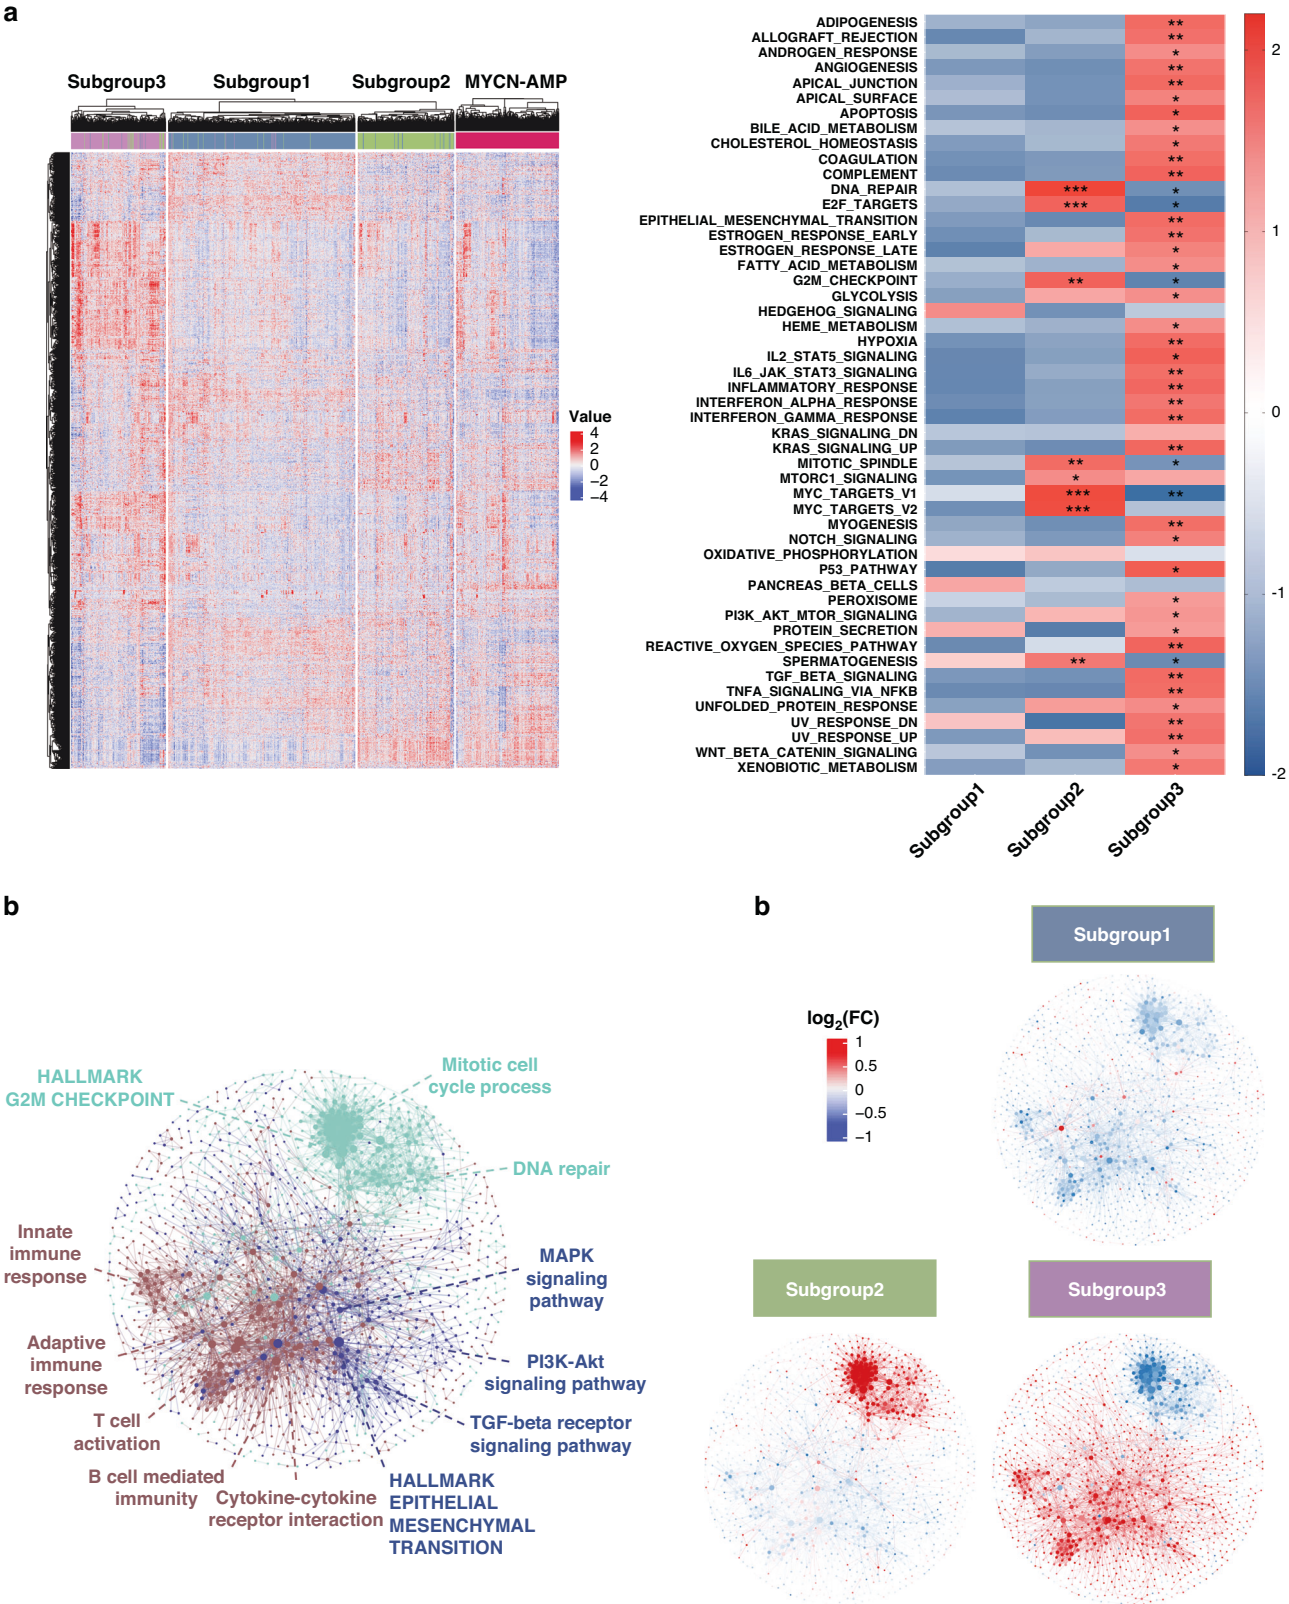 a
Subgroup3 Subgroup1 Subgroup2 MYCN-AMP
Value
4
2
0
−2
−4
ADIPOGENESIS **
ALLOGRAFT_REJECTION **
ANDROGEN_RESPONSE *
ANGIOGENESIS **
APICAL_JUNCTION **
APICAL_SURFACE *
APOPTOSIS *
BILE_ACID_METABOLISM *
CHOLESTEROL_HOMEOSTASIS *
COAGULATION **
COMPLEMENT **
DNA_REPAIR *** *
E2F_TARGETS *** *
EPITHELIAL_MESENCHYMAL_TRANSITION **
ESTROGEN_RESPONSE_EARLY **
ESTROGEN_RESPONSE_LATE *
FATTY_ACID_METABOLISM *
G2M_CHECKPOINT ** *
GLYCOLYSIS *
HEDGEHOG_SIGNALING
HEME_METABOLISM *
HYPOXIA **
IL2_STAT5_SIGNALING *
IL6_JAK_STAT3_SIGNALING **
INFLAMMATORY_RESPONSE **
INTERFERON_ALPHA_RESPONSE **
INTERFERON_GAMMA_RESPONSE **
KRAS_SIGNALING_DN
KRAS_SIGNALING_UP **
MITOTIC_SPINDLE ** *
MTORC1_SIGNALING *
MYC_TARGETS_V1 *** **
MYC_TARGETS_V2 ***
MYOGENESIS **
NOTCH_SIGNALING *
OXIDATIVE_PHOSPHORYLATION
P53_PATHWAY *
PANCREAS_BETA_CELLS
PEROXISOME *
PI3K_AKT_MTOR_SIGNALING *
PROTEIN_SECRETION *
REACTIVE_OXYGEN_SPECIES_PATHWAY **
SPERMATOGENESIS ** *
TGF_BETA_SIGNALING **
TNFA_SIGNALING_VIA_NFKB **
UNFOLDED_PROTEIN_RESPONSE *
UV_RESPONSE_DN **
UV_RESPONSE_UP **
WNT_BETA_CATENIN_SIGNALING *
XENOBIOTIC_METABOLISM *
Subgroup1
Subgroup2
Subgroup3
2
1
0
-1
-2
b
HALLMARK
G2M CHECKPOINT
Mitotic cell
cycle process
DNA repair
Innate
immune
response
Adaptive
immune
response
T cell
activation
B cell mediated
immunity
Cytokine-cytokine
receptor interaction
MAPK
signaling
pathway
PI3K-Akt
signaling pathway
TGF-beta receptor
signaling pathway
HALLMARK
EPITHELIAL
MESENCHYMAL
TRANSITION
b
Subgroup1
log2(FC)
1
0.5
0
−0.5
−1
Subgroup2
Subgroup3